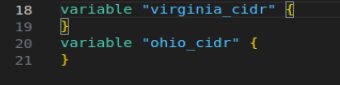 18 variable "virginia_cidr" {
19 }
20 variable "ohio_cidr" {
21 }